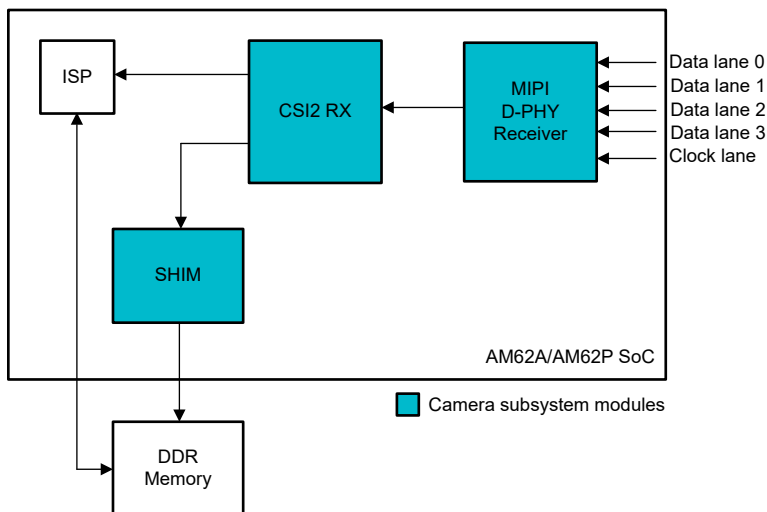 ISP
CSI2 RX
MIPI
D-PHY
Receiver
Data lane 0
Data lane 1
Data lane 2
Data lane 3
Clock lane
SHIM
AM62A/AM62P SoC
Camera subsystem modules
DDR
Memory